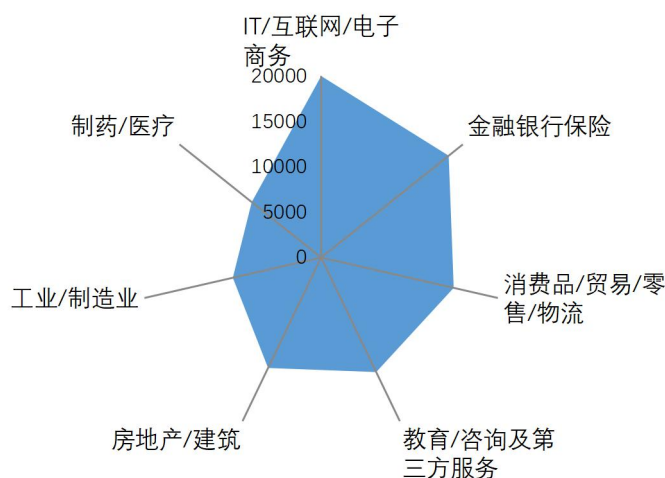 IT/互联网/电子
商务
20000
15000
10000
5000
0
金融银行保险
消费品/贸易/零
售/物流
教育/咨询及第
三方服务
房地产/建筑
工业/制造业
制药/医疗